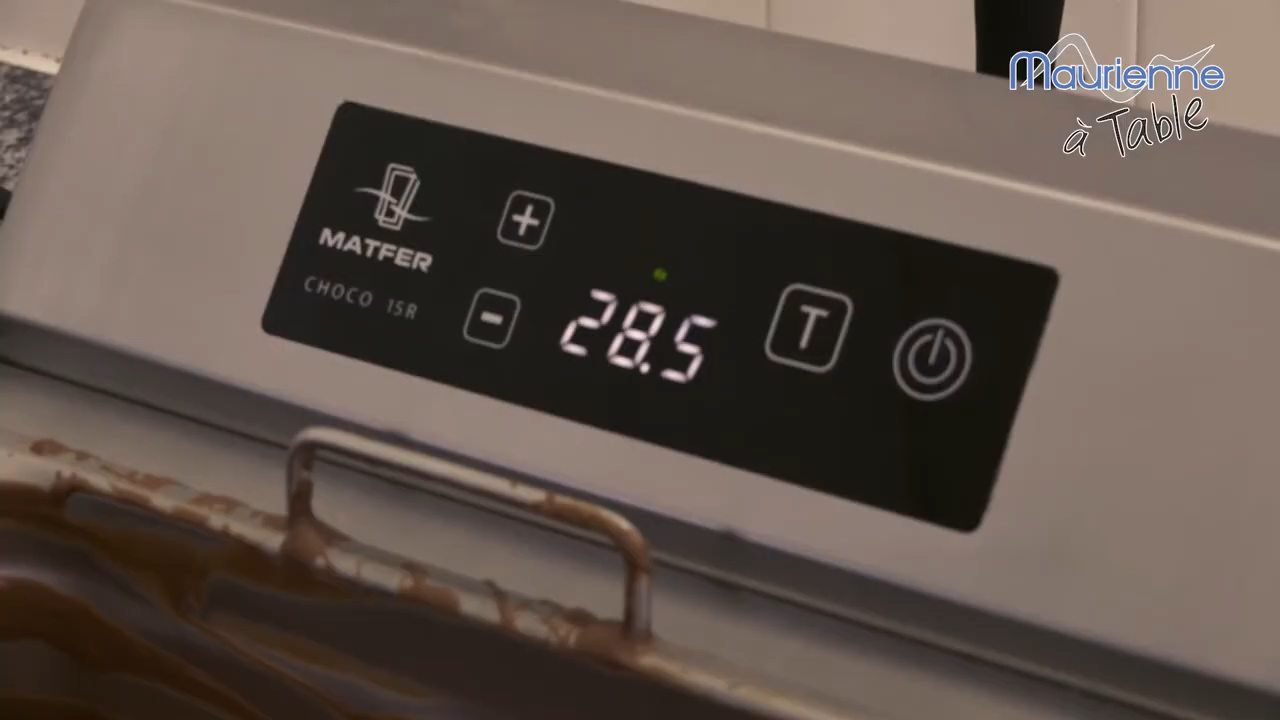 Maurienne
à Table
MATFER
CHOCO 15R
+
-
28.5
T